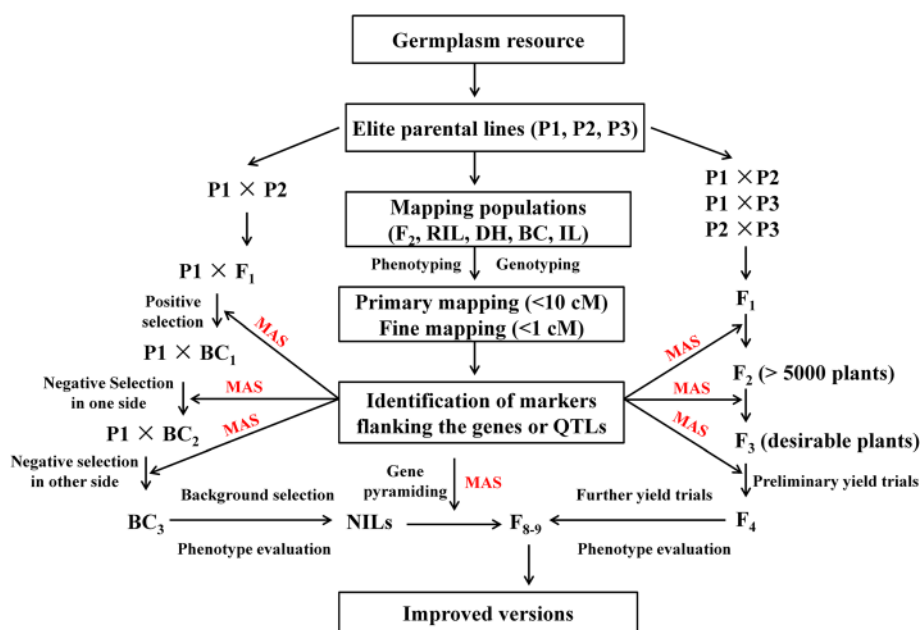 Germplasm resource
Elite parental lines (P1, P2, P3)
P1 × P2
P1 × P2
P1 × P3
P2 × P3
Mapping populations
(F₂, RIL, DH, BC, IL)
Phenotyping
Genotyping
P1 × F₁
F₁
Primary mapping (<10 cM)
Fine mapping (<1 cM)
Positive
selection
MAS
MAS
P1 × BC₁
F₂ (> 5000 plants)
Negative Selection
in one side
MAS
Identification of markers
flanking the genes or QTLs
MAS
P1 × BC₂
MAS
MAS
F₃ (desirable plants)
Negative selection
in other side
Gene
pyramiding
MAS
Preliminary yield trials
Background selection
Further yield trials
BC₃
NILs
F₈₋₉
F₄
Phenotype evaluation
Phenotype evaluation
Improved versions